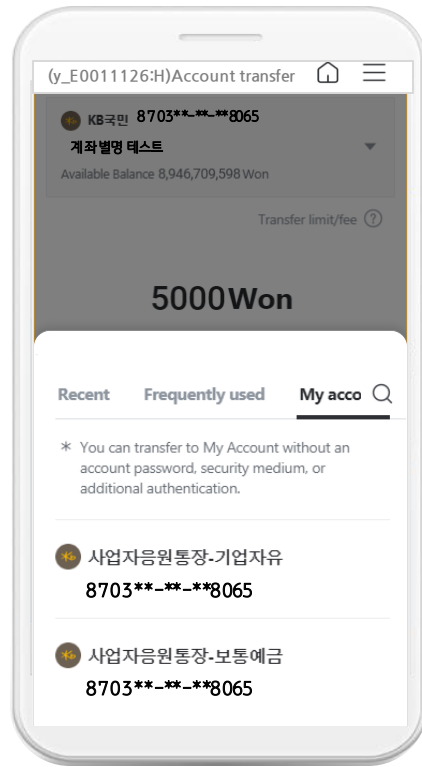 (y_E0011126:H)Account transfer
KB국민 8703**-**-**8065
계좌별명 테스트
Available Balance 8,946,709,598 Won
Transfer limit/fee ?
5000Won
Recent Frequently used My acco
* You can transfer to My Account without an
account password, security medium, or
additional authentication.
사업자응원통장-기업자유
8703**-**-**8065
사업자응원통장-보통예금
8703**-**-**8065